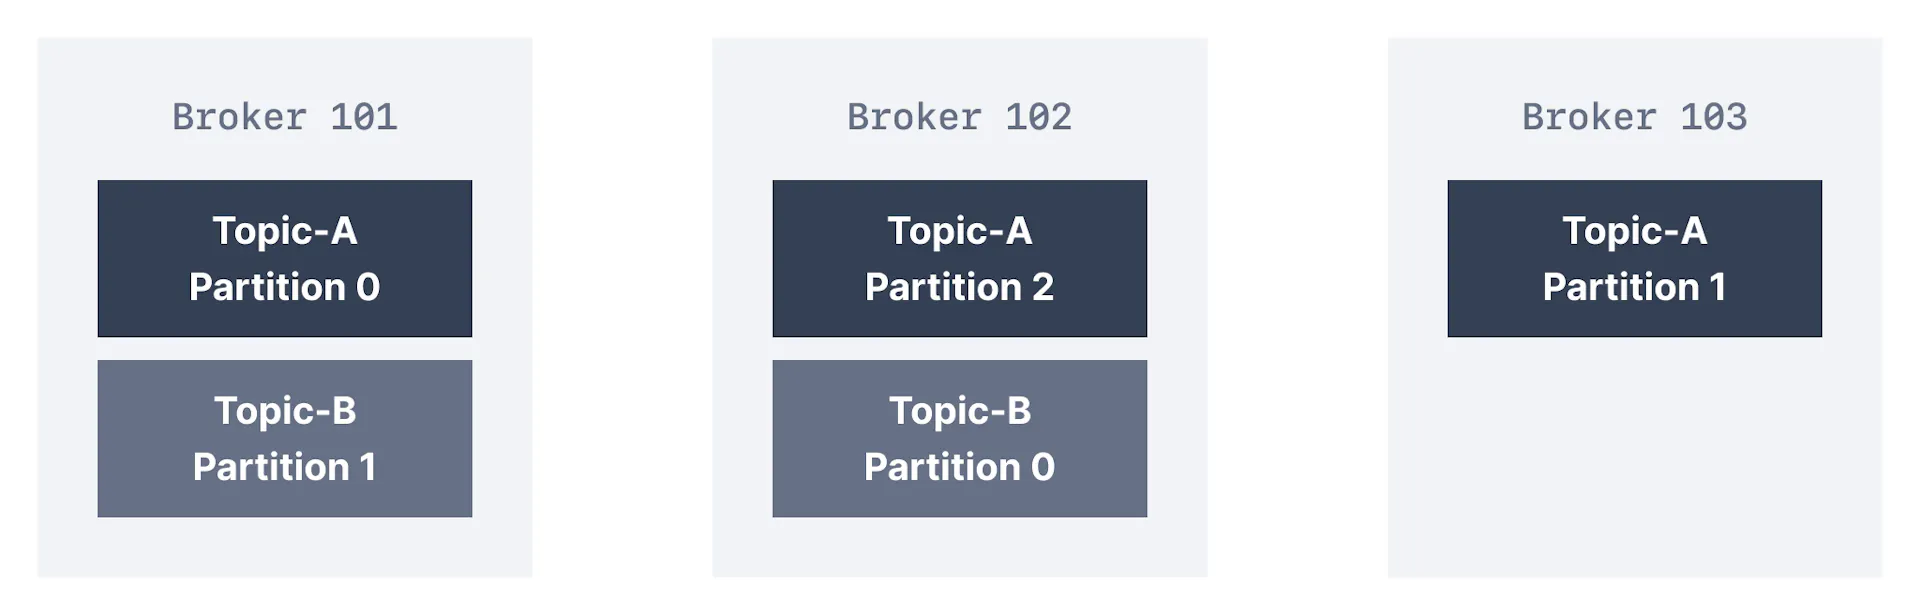 Broker 101
Topic-A
Partition 0
Topic-B
Partition 1
Broker 102
Topic-A
Partition 2
Topic-B
Partition 0
Broker 103
Topic-A
Partition 1